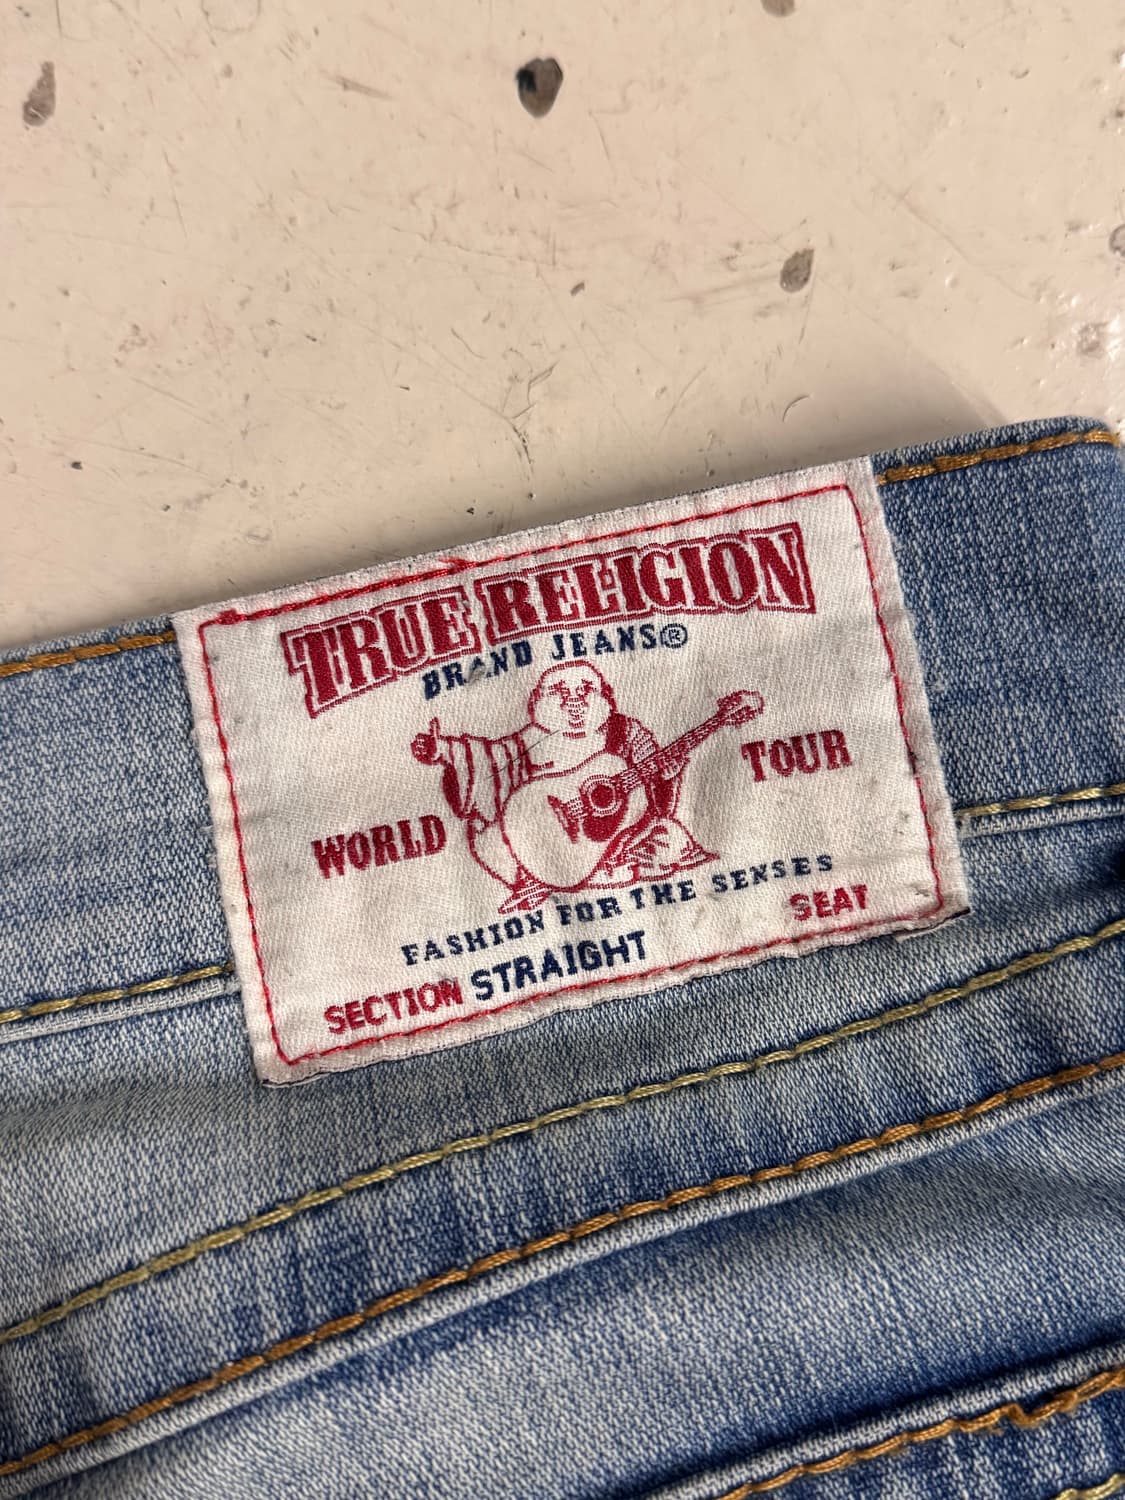 TRUE RELIGION
BRAND JEANS®
WORLD TOUR
FASHION FOR THE SENSES
SECTION STRAIGHT SEAT